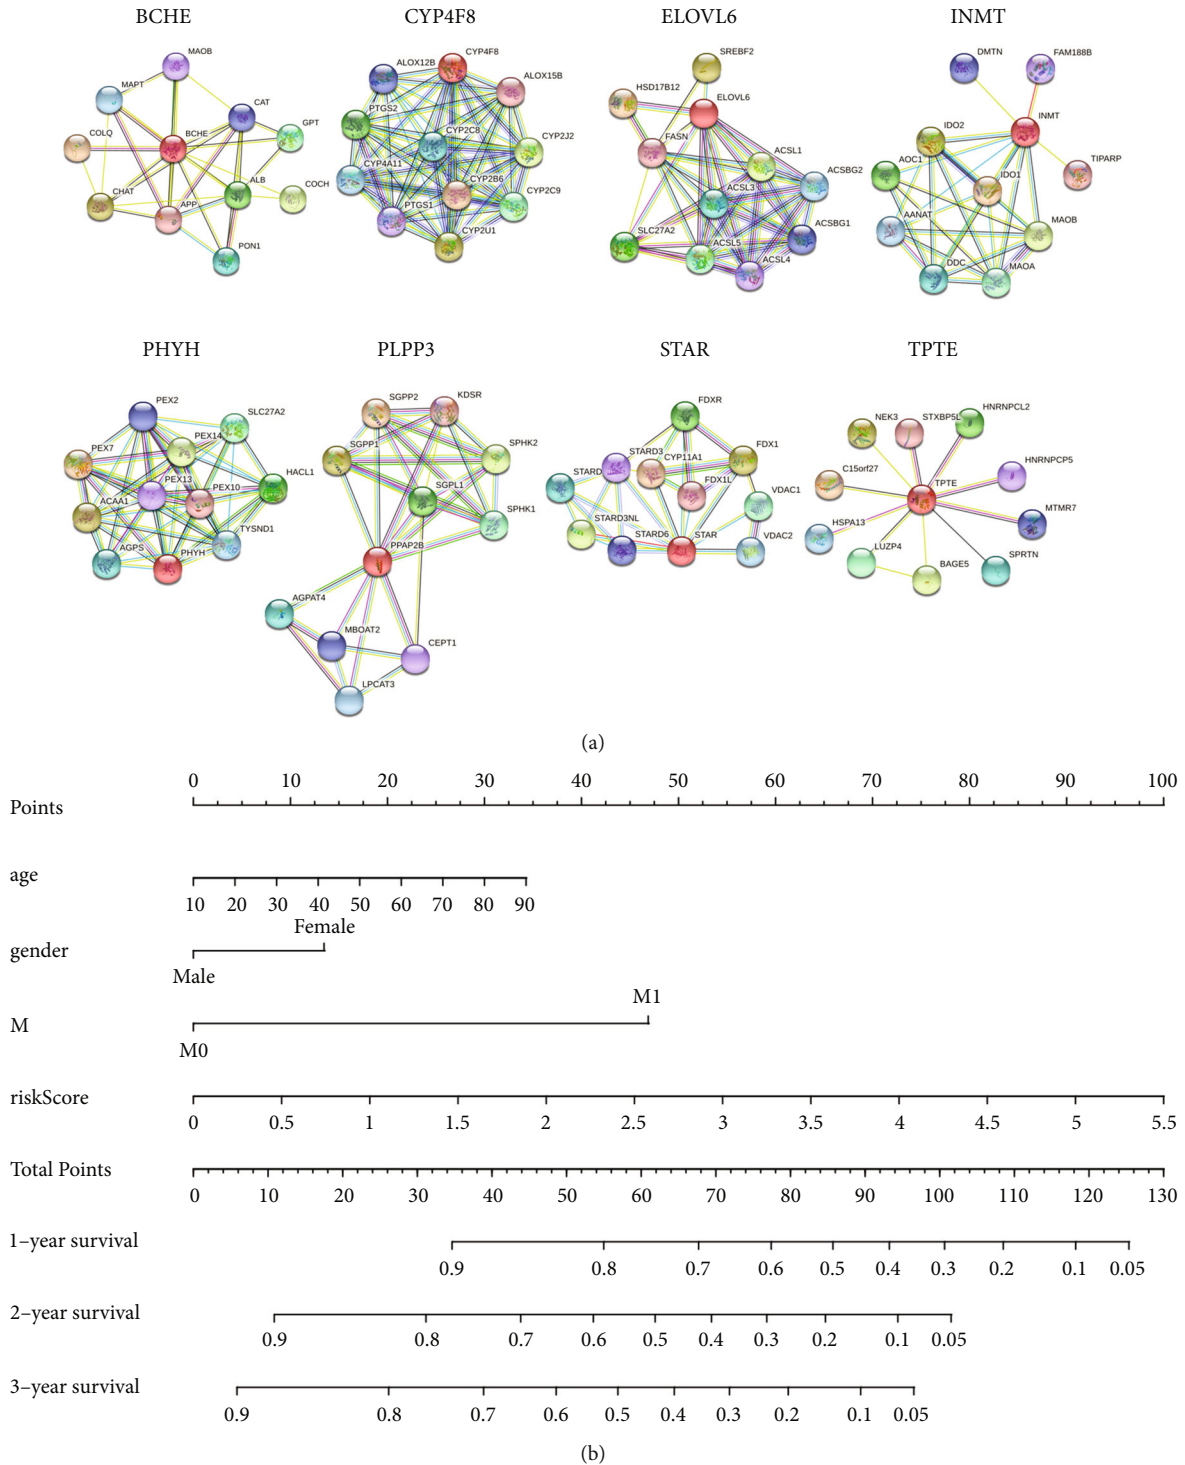 BCHE CYP4F8 ELOVL6 INMT
MAOB
MAPT
CAT
COLQ
BCHE
GPT
CHAT
ALB
COCH
APP
PON1
CYP4F8
ALOX12B
ALOX15B
PTGS2
CYP2C8
CYP2J2
CYP4A11
CYP2B6
CYP2C9
PTGS1
CYP2U1
SREBF2
HSD17B12
ELOVL6
FASN
ACSL1
ACSBG2
ACSL3
SLC27A2
ACSL5
ACSBG1
ACSL4
DMTN
FAM188B
IDO2
INMT
AOC1
IDO1
TIPARP
AANAT
MAOB
DDC
MAOA
PHYH PLPP3 STAR TPTE
PEX2
SLC27A2
PEX7
PEX14
PEX13
PEX10
HACL1
ACAA1
TYSND1
AGPS
PHYH
SGPP2
KDSR
SGPP1
SPHK2
SGPL1
SPHK1
PPAP2B
AGPAT4
MBOAT2
CEPT1
LPCAT3
FDXR
STARD3
FDX1
STARD
CYP11A1
FDX1L
VDAC1
STARD3NL
STARD6
STAR
VDAC2
NEK3
STXBP5L
HNRNPCL2
C15orf27
TPTE
HNRNPCP5
HSPA13
MTMR7
LUZP4
BAGE5
SPRTN
(a)
0 10 20 30 40 50 60 70 80 90 100
Points
age
10 20 30 40 50 60 70 80 90
Female
gender
Male
M1
M
M0
riskScore
0 0.5 1 1.5 2 2.5 3 3.5 4 4.5 5 5.5
Total Points
0 10 20 30 40 50 60 70 80 90 100 110 120 130
1–year survival
0.9 0.8 0.7 0.6 0.5 0.4 0.3 0.2 0.1 0.05
2–year survival
0.9 0.8 0.7 0.6 0.5 0.4 0.3 0.2 0.1 0.05
3–year survival
0.9 0.8 0.7 0.6 0.5 0.4 0.3 0.2 0.1 0.05
(b)